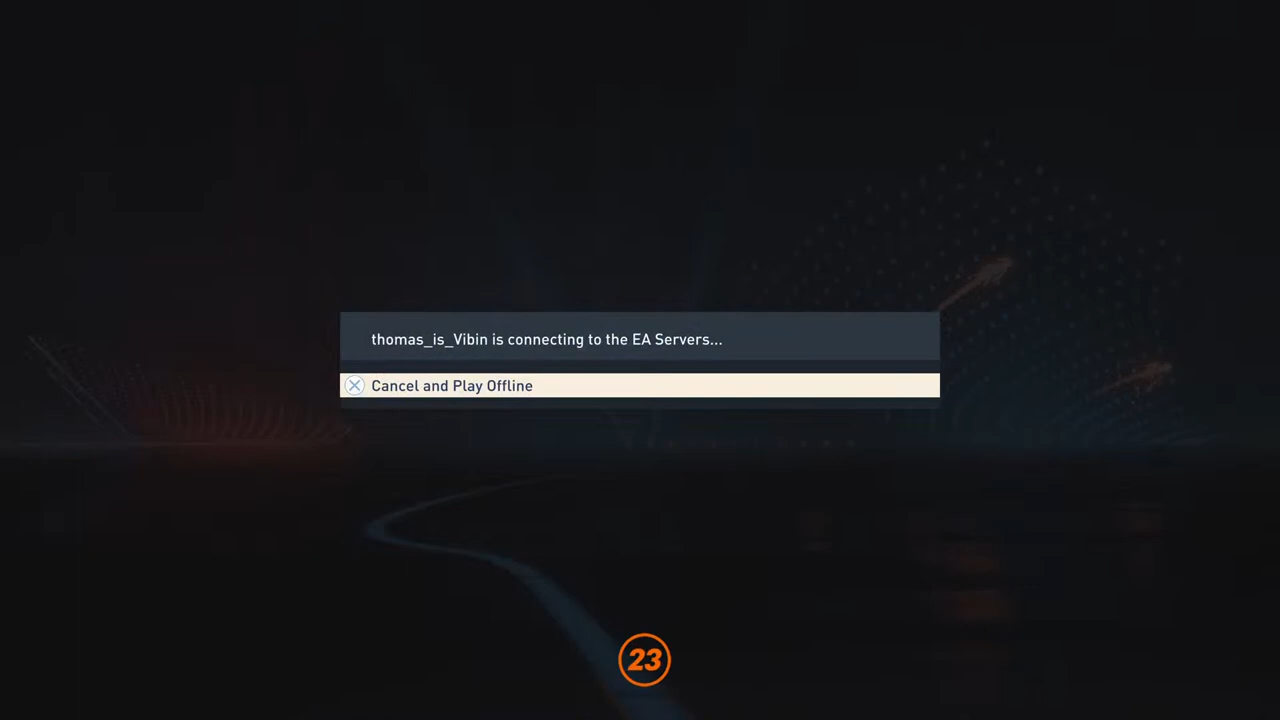 thomas_is_Vibin is connecting to the EA Servers...
Cancel and Play Offline
23